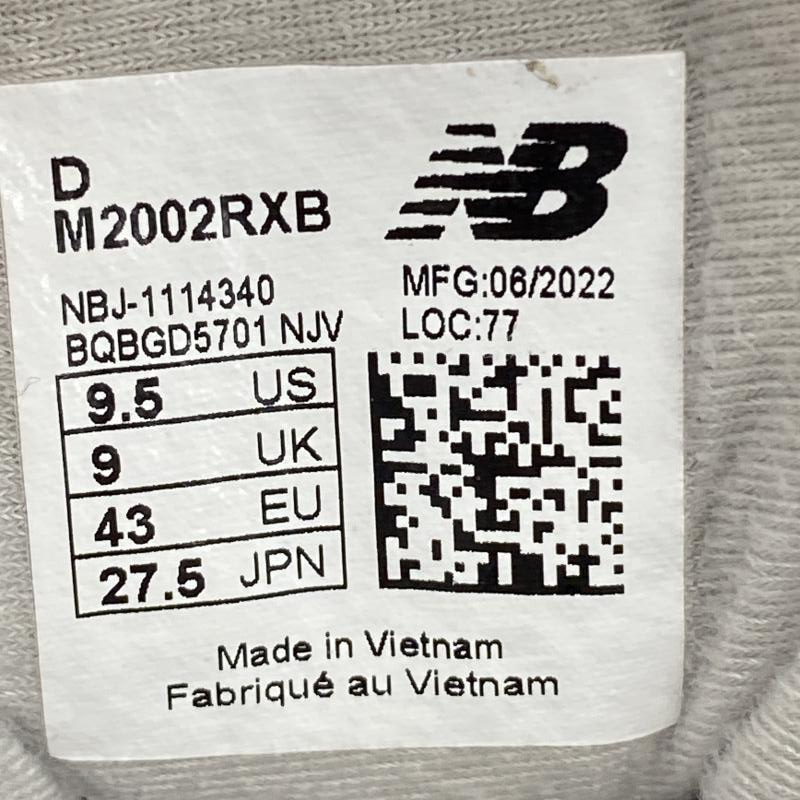 D
M2002RXB
NB
NBJ-1114340
BQBGD5701 NJV
MFG:06/2022
LOC:77
9.5 US
9 UK
43 EU
27.5 JPN
Made in Vietnam
Fabriqué au Vietnam